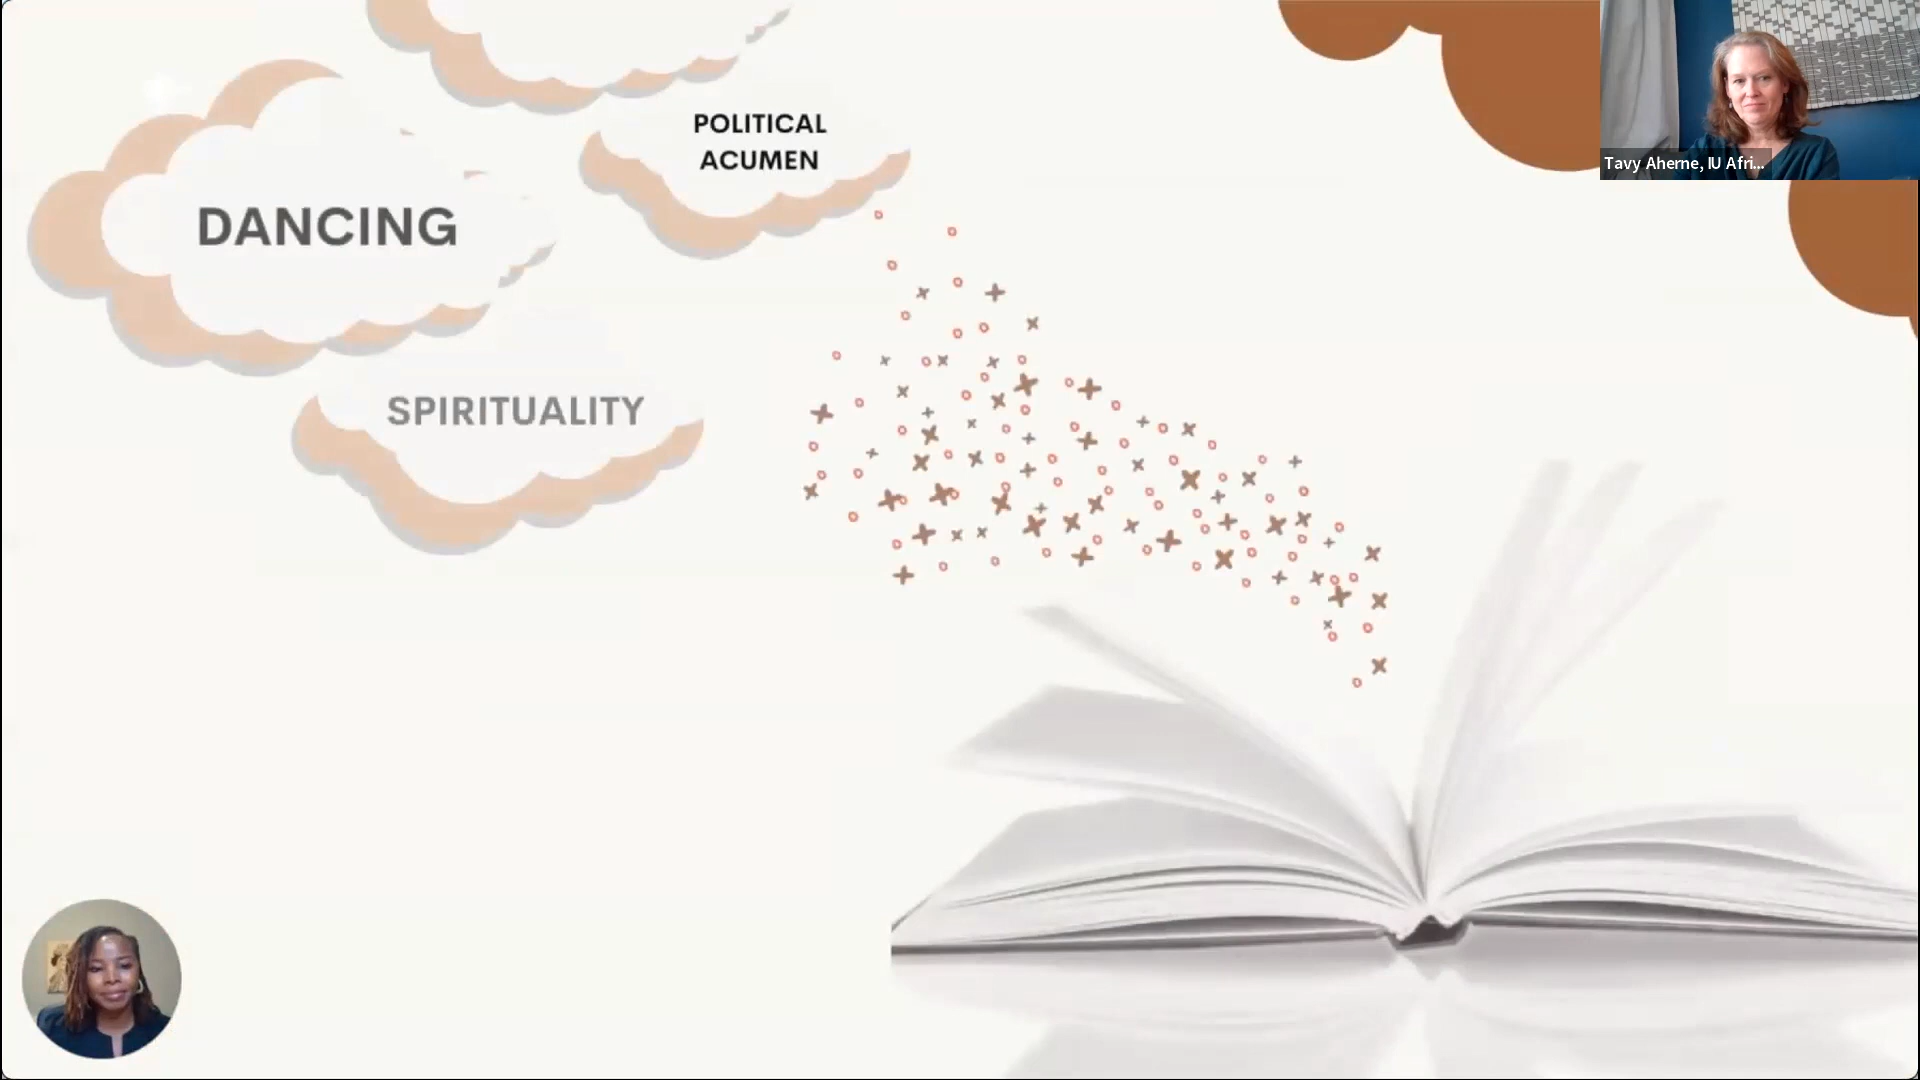 POLITICAL
ACUMEN
DANCING
SPIRITUALITY
Tavy Aherne, IU Afri...